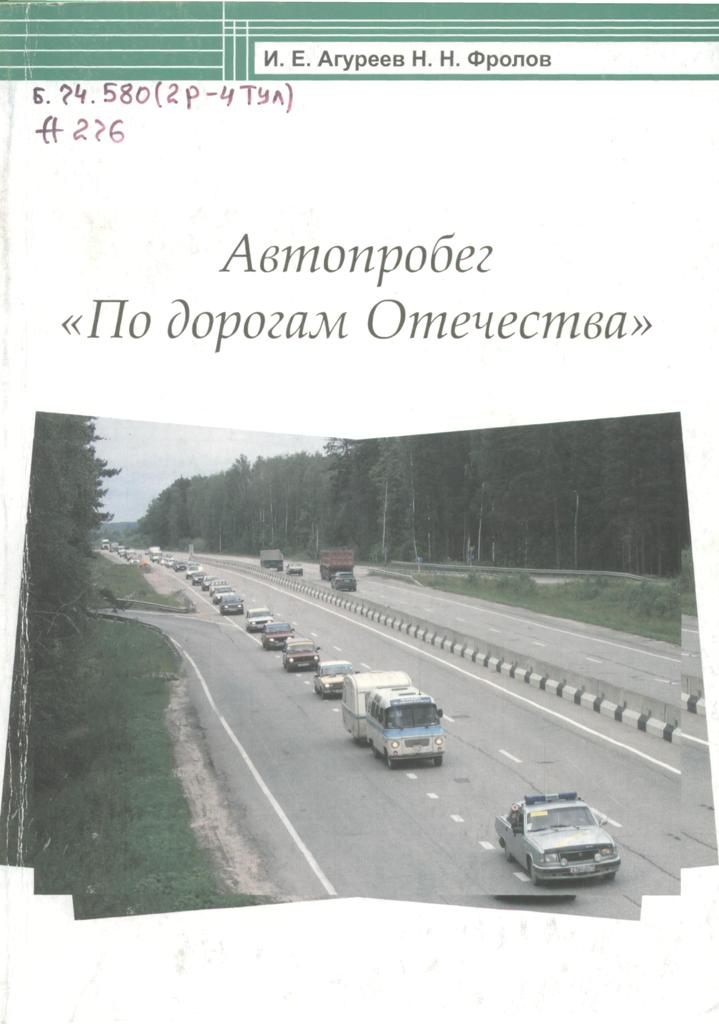 И. Е. Агуреев Н. Н. Фролов
Б. 74. 580(2Р-4Тул)
А 276
Автопробег
«По дорогам Отечества»